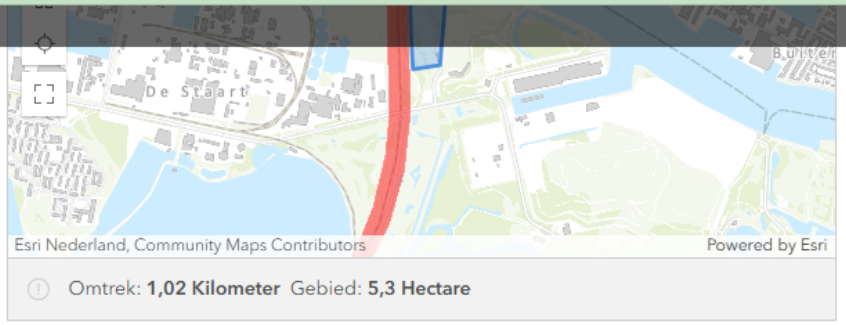 Buiten
De Staart
Esri Nederland, Community Maps Contributors
Powered by Esri
Omtrek: 1,02 Kilometer Gebied: 5,3 Hectare